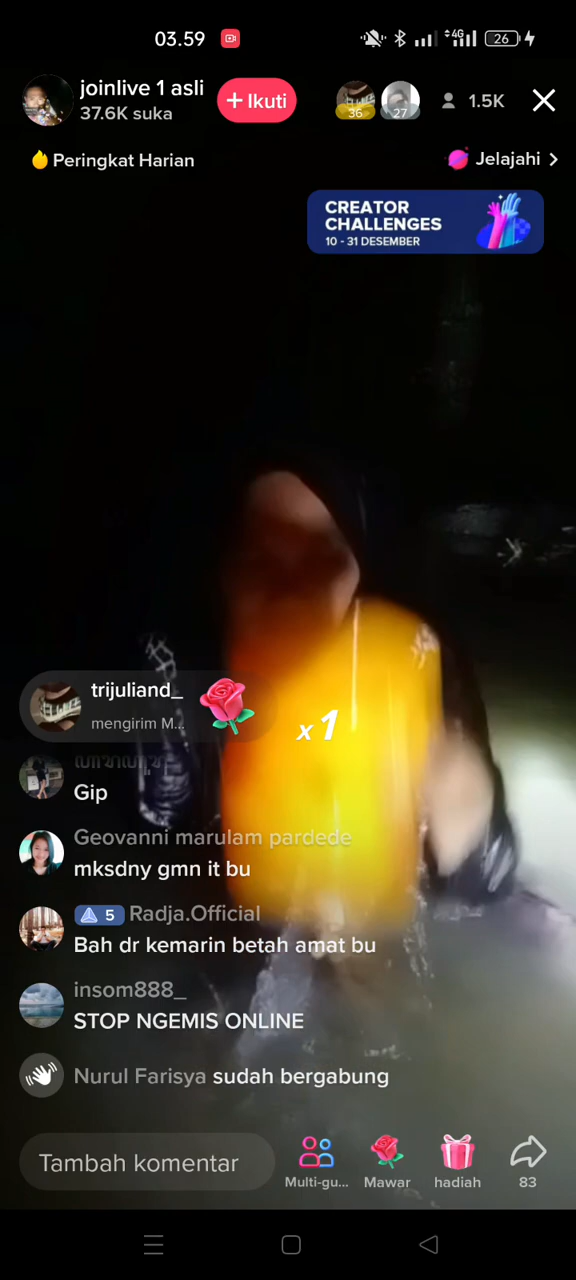 03.59
4G
26
joinlive 1 asli
37.6K suka
+ Ikuti
36
27
1.5K
Peringkat Harian
Jelajahi
CREATOR
CHALLENGES
10 - 31 DESEMBER
trijuliand_
mengirim M...
x1
Gip
Geovanni marulam pardede
mksdny gmn it bu
5 Radja.Official
Bah dr kemarin betah amat bu
insom888_
STOP NGEMIS ONLINE
Nurul Farisya sudah bergabung
Tambah komentar
Multi-gu...
Mawar
hadiah
83